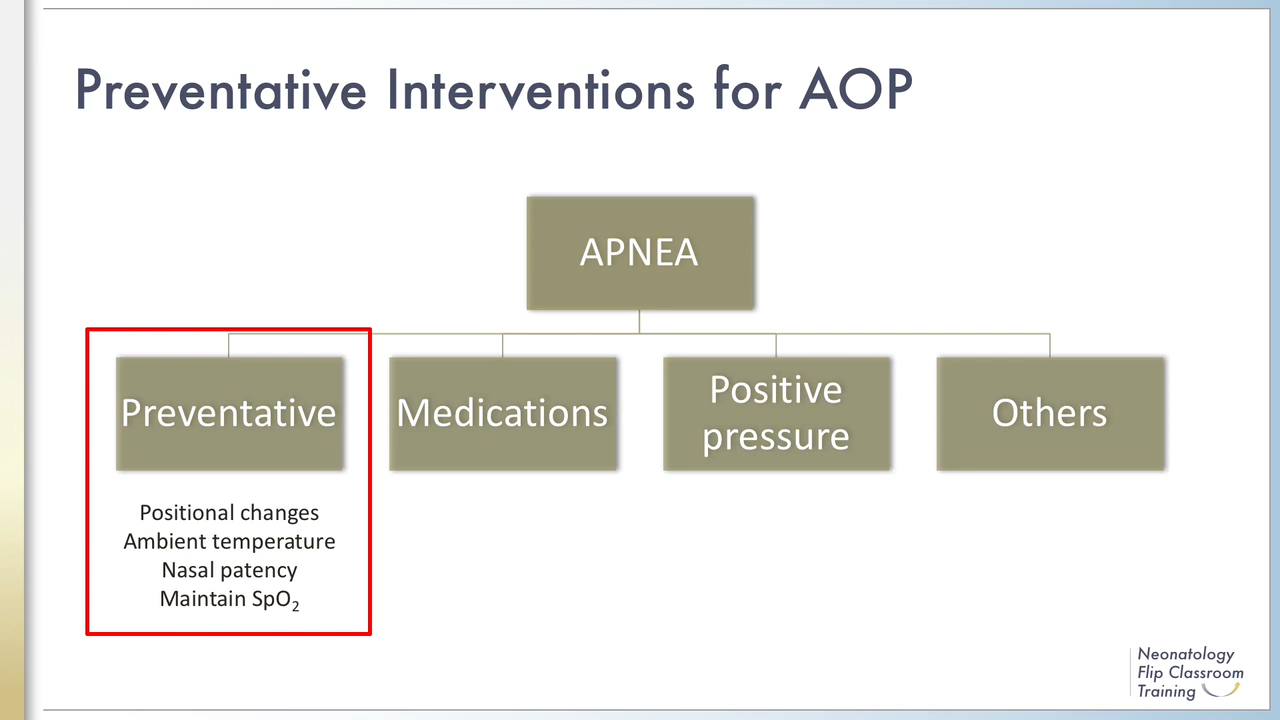 Preventative Interventions for AOP
APNEA
Preventative
Medications
Positive
pressure
Others
Positional changes
Ambient temperature
Nasal patency
Maintain SpO₂
Neonatology
Flip Classroom
Training